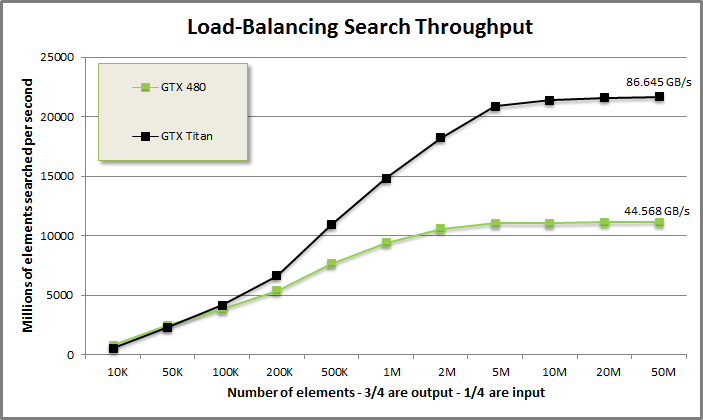 Load-Balancing Search Throughput
Millions of elements searched per second
25000
20000
15000
10000
5000
0
GTX 480
GTX Titan
86.645 GB/s
44.568 GB/s
10K 50K 100K 200K 500K 1M 2M 5M 10M 20M 50M
Number of elements - 3/4 are output - 1/4 are input